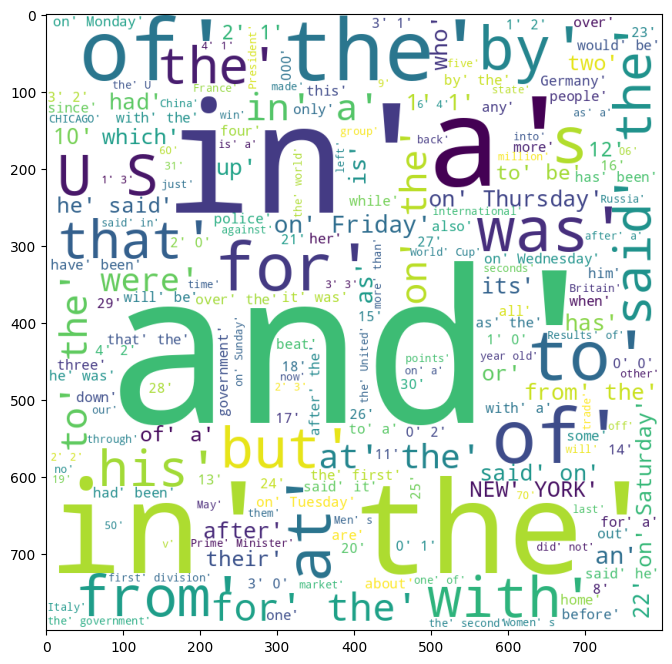 0
on' Monday'
of' the'
by'
who'
3' 1'
1' 2'
over'
23'
would' be'
the'
4' 1'
President'
000'
2' 1'
five'
two'
by' the'
state'
Germany'
people'
the' U
France'
made'
this'
9'
100
3' 2'
since'
had'
China'
in' a'
only'
1' 1'
6' 4'
any'
as' a'
the'
CHICAGO'
with' the'
win'
10'
which'
four'
group'
in'
a'
s'
back'
into'
more'
12'
06'
60'
is' a'
left'
is'
million'
200
U S'
31'
up'
the' world'
on' the'
to' be'
has' been'
16'
1' 3'
just'
while'
he' said'
police'
on' Thursday'
Russia'
said' in'
against'
on' Friday'
international'
also'
was'
after' a'
said'
that'
2' 0'
21'
her'
27'
World' Cup'
300
have' been'
for'
on' Wednesday'
seconds'
him
were'
time'
3' 3'
as'
more' than'
its'
Britain'
to' the'
will' be'
over' the'
it' was'
when'
29'
15'
all'
400
4' 2'
that' the'
government'
on' Sunday'
beat'
and'
as' the'
1' 0'
has'
Results' of'
three'
18'
now'
after' the'
the' United'
points'
year old'
to'
0' 0'
he' was'
28'
2' 3'
on' a'
30'
or'
other'
down'
our'
17'
26'
with' a'
from' the'
trade'
500
through'
of' a'
but'
to' a'
0' 2'
of'
some'
off'
2' 2'
no'
19'
his'
at' the'
11'
will'
14'
on' Saturday'
600
13'
24'
the' first'
said' it'
25'
said' on'
had' been'
on' Tuesday'
NEW' YORK'
70'
in'
May'
them'
at'
Men' s
the'
last'
for' a'
50'
after'
are'
out'
v'
Prime' Minister'
20'
0' 1'
did' not'
700
their'
an'
first' division'
3' 0'
market'
about'
one' of'
said' he'
8'
22'
from'
for' the'
with'
home'
Italy'
one'
before'
the' government'
the' second'
Women' s
0
100
200
300
400
500
600
700